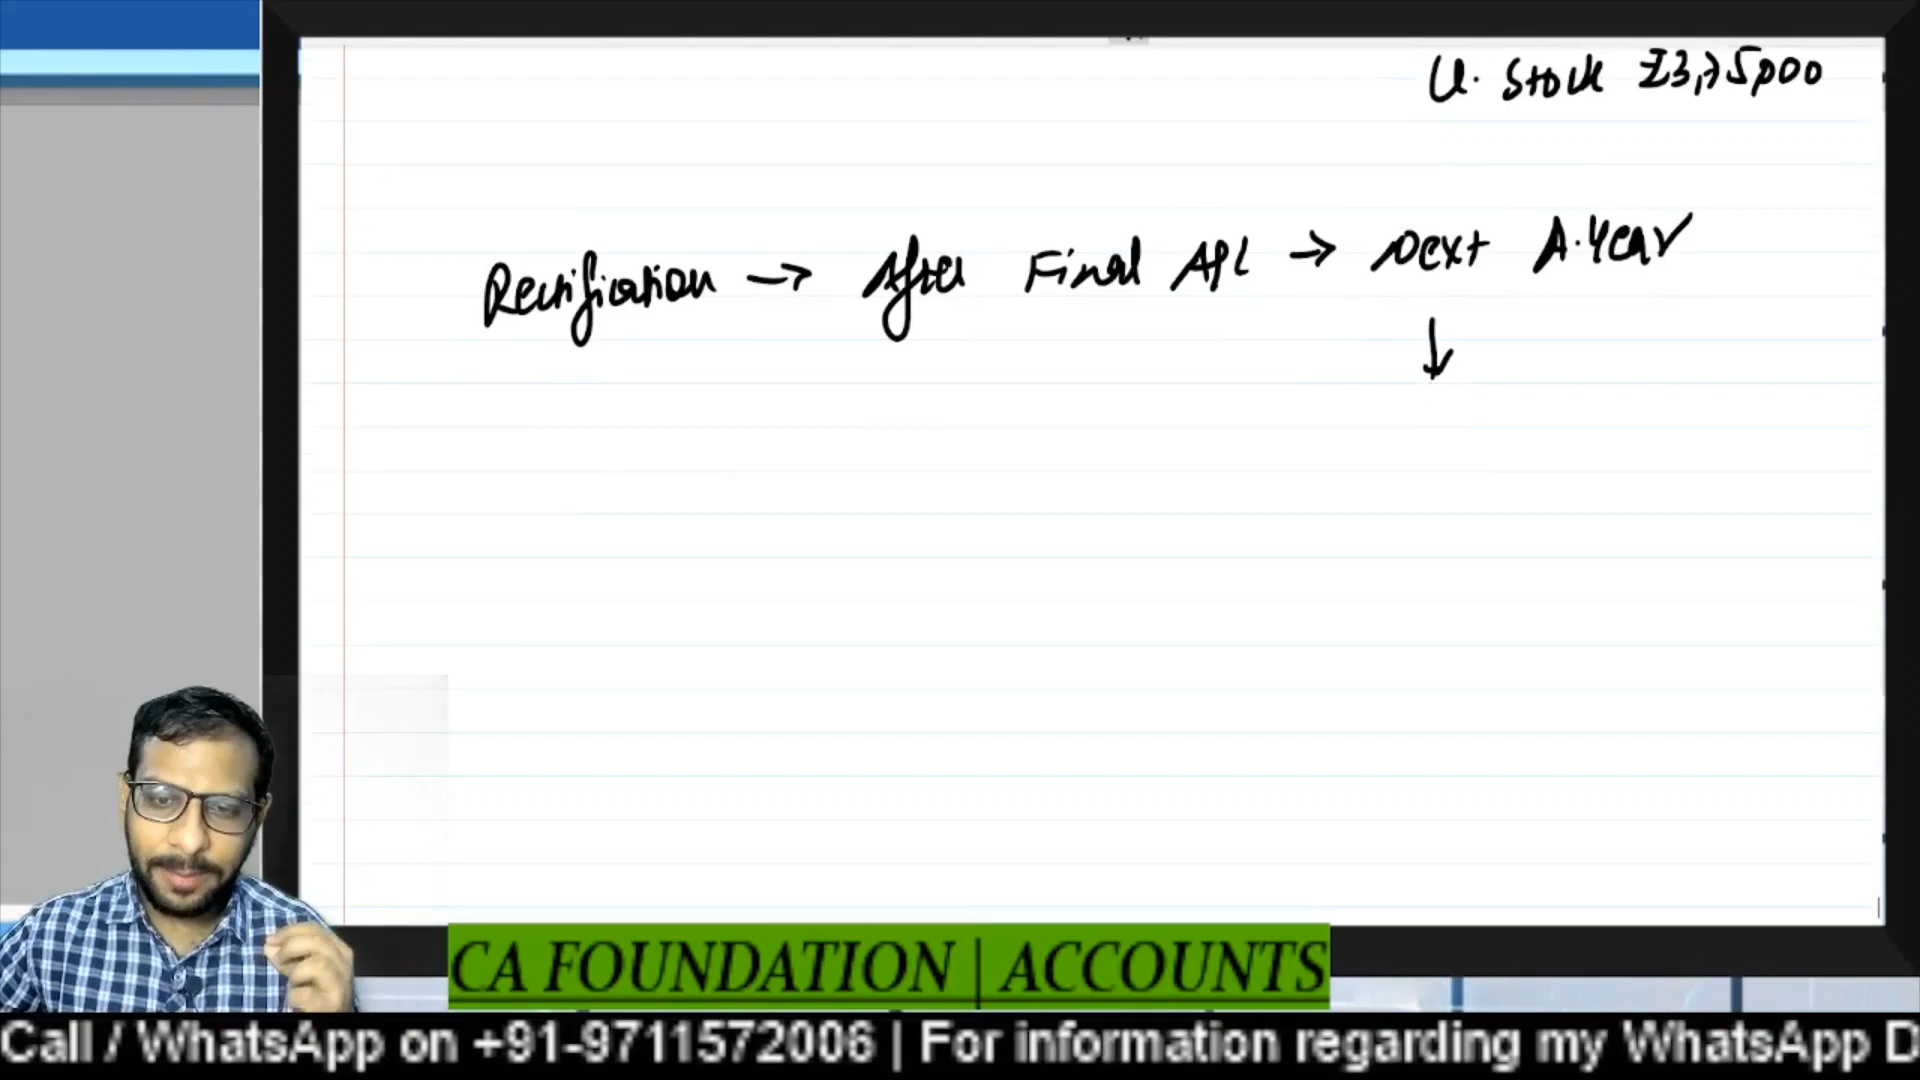 Cl. Stock ₹3,75,000
Rectification → After Final A/c → Next A.Year
↓
CA FOUNDATION | ACCOUNTS
Call / WhatsApp on +91-9711572006 | For information regarding my WhatsApp D